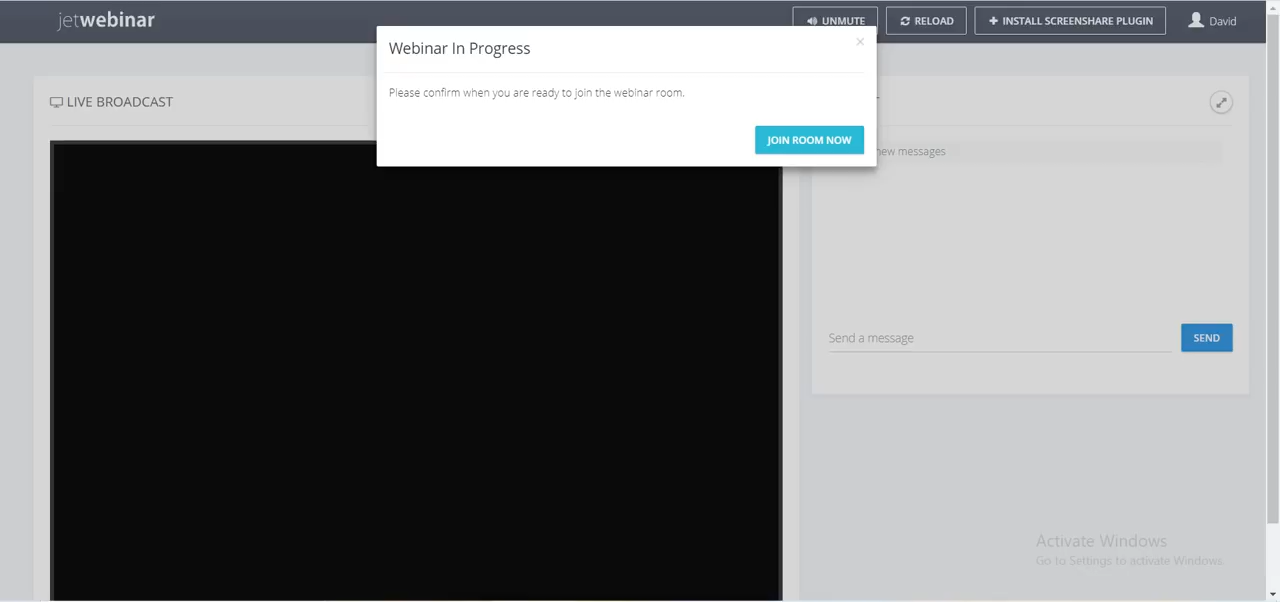 jetwebinar
UNMUTE
RELOAD
INSTALL SCREENSHARE PLUGIN
David
Webinar In Progress
×
Please confirm when you are ready to join the webinar room.
JOIN ROOM NOW
LIVE BROADCAST
new messages
Send a message
SEND
Activate Windows
Go to Settings to activate Windows.